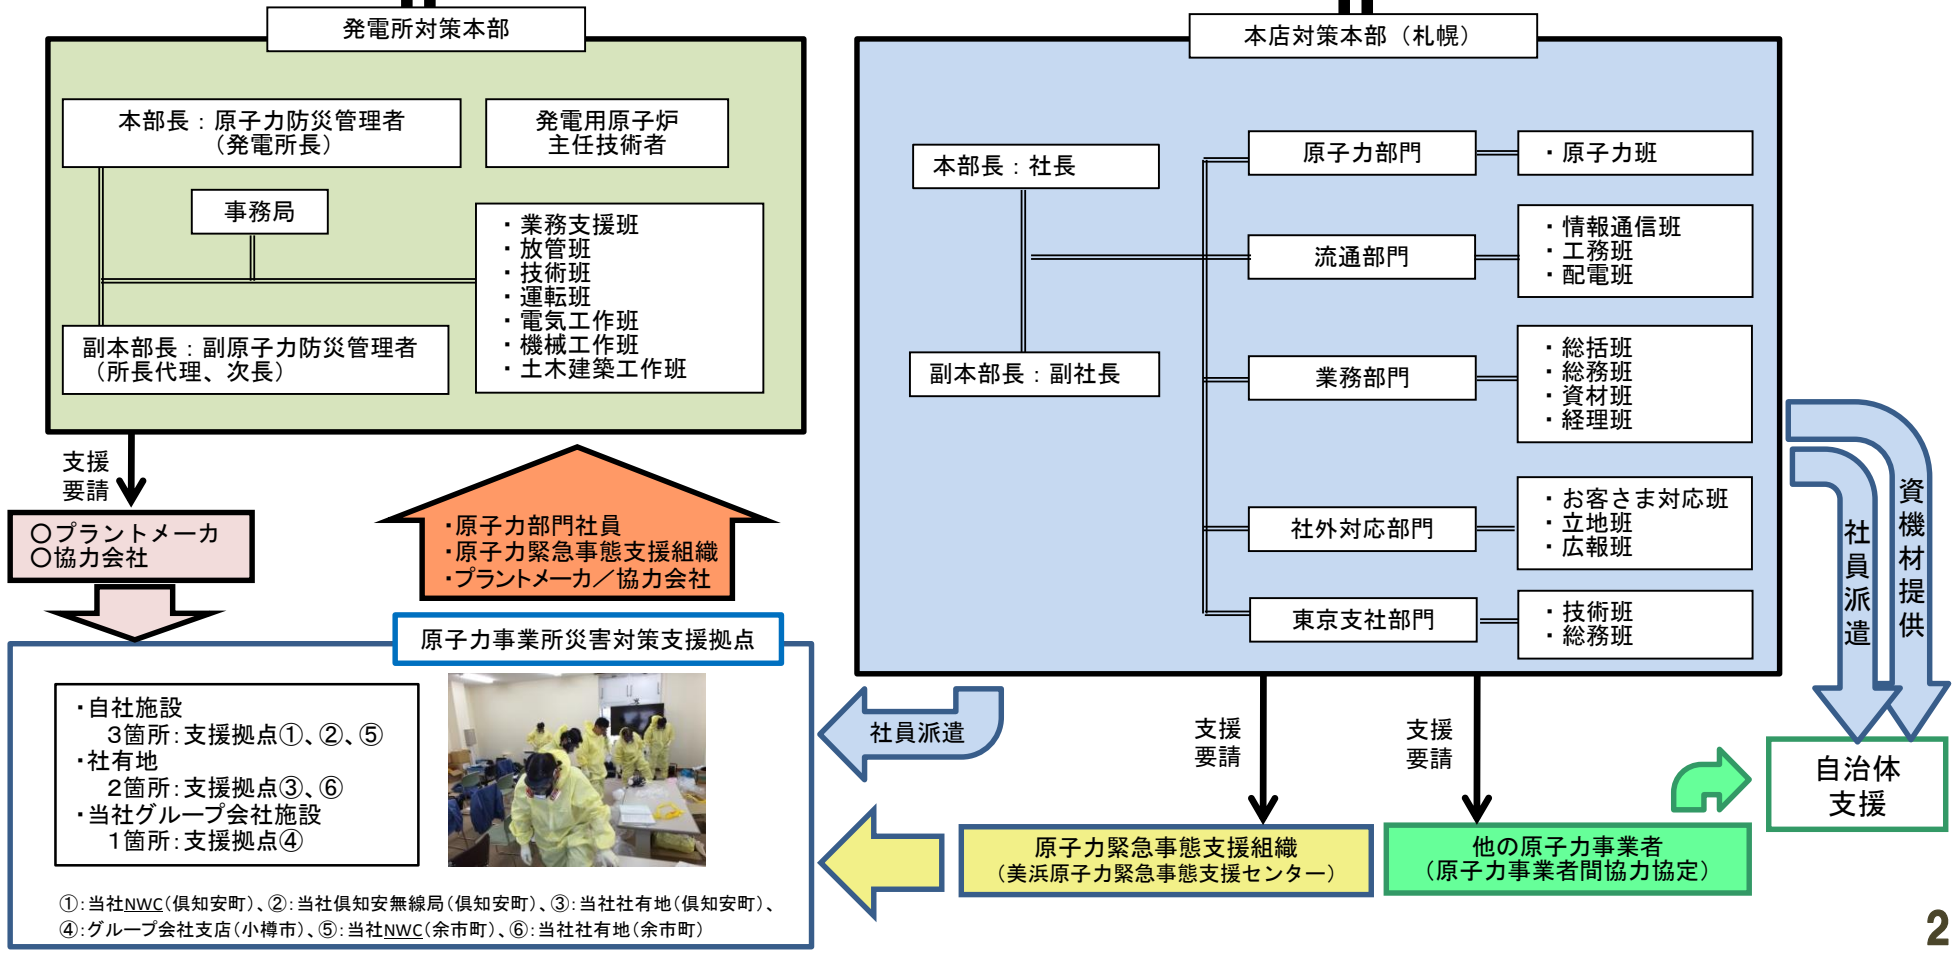 発電所対策本部
本部長：原子力防災管理者
（発電所長）
発電用原子炉
主任技術者
事務局
・業務支援班
・放管班
・技術班
・運転班
・電気工作班
・機械工作班
・土木建築工作班
副本部長：副原子力防災管理者
（所長代理、次長）
本店対策本部（札幌）
本部長：社長
副本部長：副社長
原子力部門
・原子力班
流通部門
・情報通信班
・工務班
・配電班
業務部門
・総括班
・総務班
・資材班
・経理班
社外対応部門
・お客さま対応班
・立地班
・広報班
東京支社部門
・技術班
・総務班
支援
要請
〇プラントメーカ
〇協力会社
・原子力部門社員
・原子力緊急事態支援組織
・プラントメーカ／協力会社
原子力事業所災害対策支援拠点
・自社施設
３箇所：支援拠点①、②、⑤
・社有地
２箇所：支援拠点③、⑥
・当社グループ会社施設
１箇所：支援拠点④
①：当社NWC（倶知安町）、②：当社倶知安無線局（倶知安町）、③：当社社有地（倶知安町）、
④：グループ会社支店（小樽市）、⑤：当社NWC（余市町）、⑥：当社社有地（余市町）
社員派遣
支援
要請
支援
要請
原子力緊急事態支援組織
（美浜原子力緊急事態支援センター）
他の原子力事業者
（原子力事業者間協力協定）
社員派遣
資機材提供
自治体
支援
2